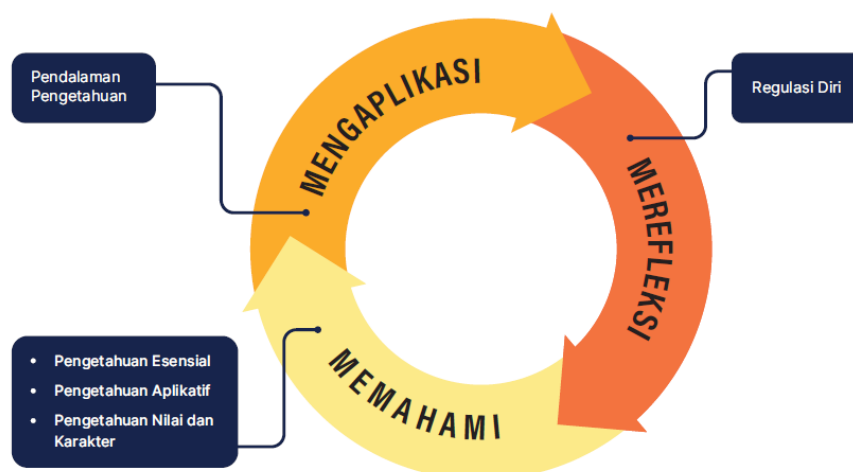 Pendalaman
Pengetahuan
MENGAPLIKASI
Regulasi Diri
MEREFLEKSI
• Pengetahuan Esensial
• Pengetahuan Aplikatif
• Pengetahuan Nilai dan
Karakter
MEMAHAMI